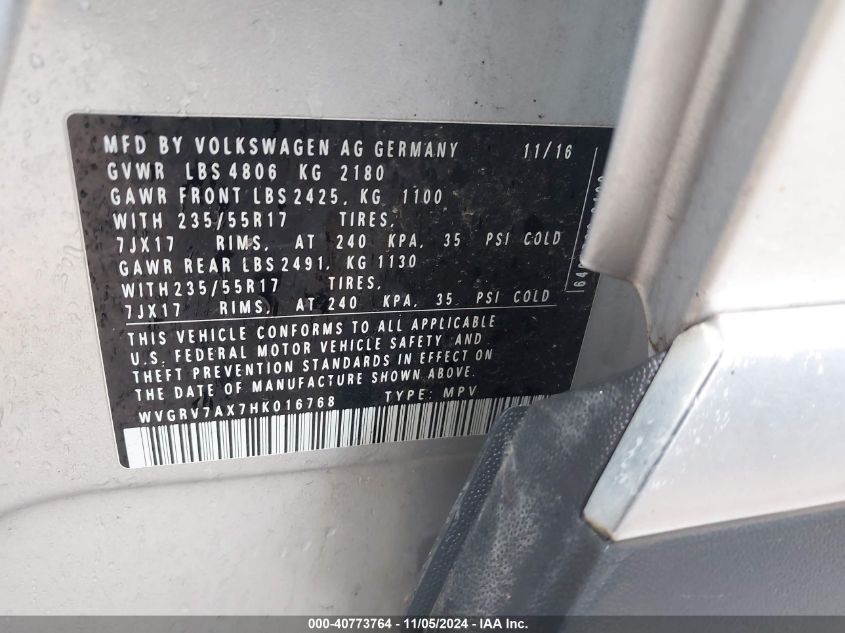 MFD BY VOLKSWAGEN AG GERMANY 11/16
GVWR LBS 4806 KG 2180
GAWR FRONT LBS 2425, KG 1100
WITH 235/55R17 TIRES,
7JX17 RIMS, AT 240 KPA, 35 PSI COLD
GAWR REAR LBS 2491, KG 1130
WITH 235/55R17 TIRES,
7JX17 RIMS, AT 240 KPA, 35 PSI COLD
THIS VEHICLE CONFORMS TO ALL APPLICABLE
U.S. FEDERAL MOTOR VEHICLE SAFETY AND
THEFT PREVENTION STANDARDS IN EFFECT ON
THE DATE OF MANUFACTURE SHOWN ABOVE.
WVGRV7AX7HK016768 TYPE: MPV
000-40773764 - 11/05/2024 - IAA Inc.